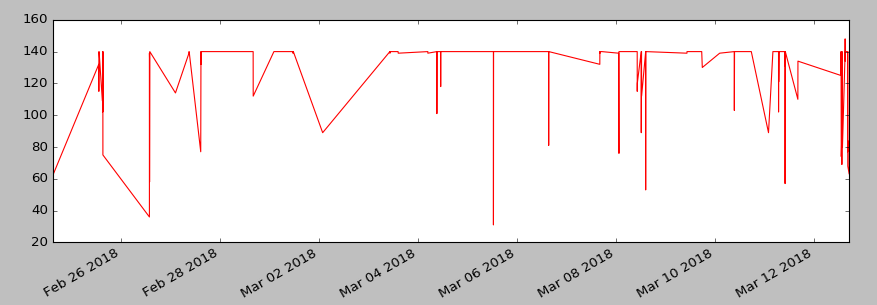 160
140
120
100
80
60
40
20
Feb 26 2018
Feb 28 2018
Mar 02 2018
Mar 04 2018
Mar 06 2018
Mar 08 2018
Mar 10 2018
Mar 12 2018